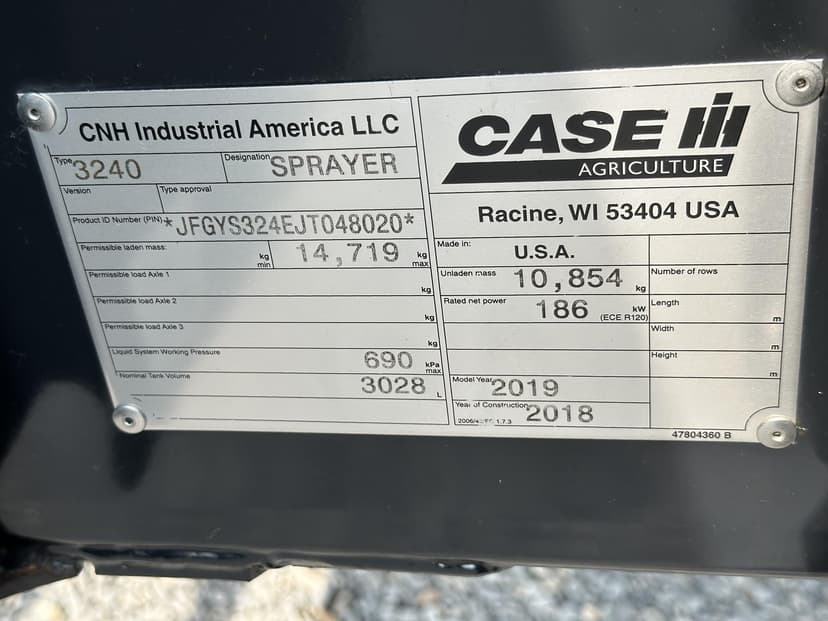 CNH Industrial America LLC
Type 3240 Designation SPRAYER
Version Type approval
Product ID Number (PIN) *JFGYS324EJT048020*
Permissible laden mass: kg min 14,719 kg max
Permissible load Axle 1 kg
Permissible load Axle 2 kg
Permissible load Axle 3 kg
Liquid System Working Pressure 690 kPa max
Nominal Tank Volume 3028 L
CASE IH
AGRICULTURE
Racine, WI 53404 USA
Made in: U.S.A.
Unladen mass 10,854 kg Number of rows
Rated net power 186 kW (ECE R120) Length m
Width m
Height m
Model Year 2019
Year of Construction 2018
1.7.3
47804360 B